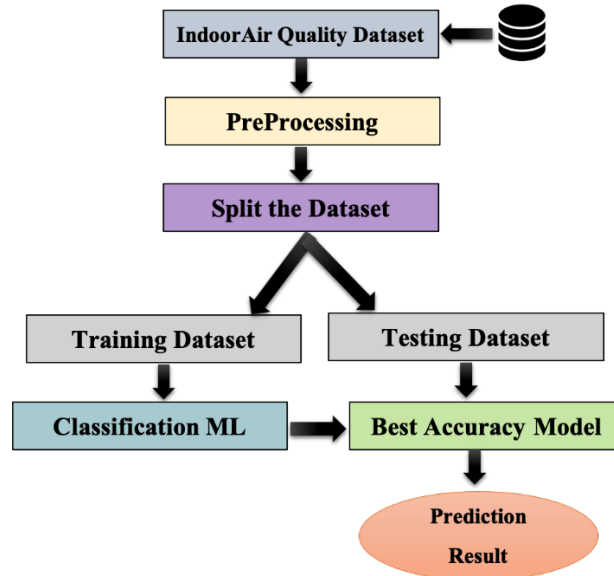 IndoorAir Quality Dataset
PreProcessing
Split the Dataset
Training Dataset
Testing Dataset
Classification ML
Best Accuracy Model
Prediction
Result